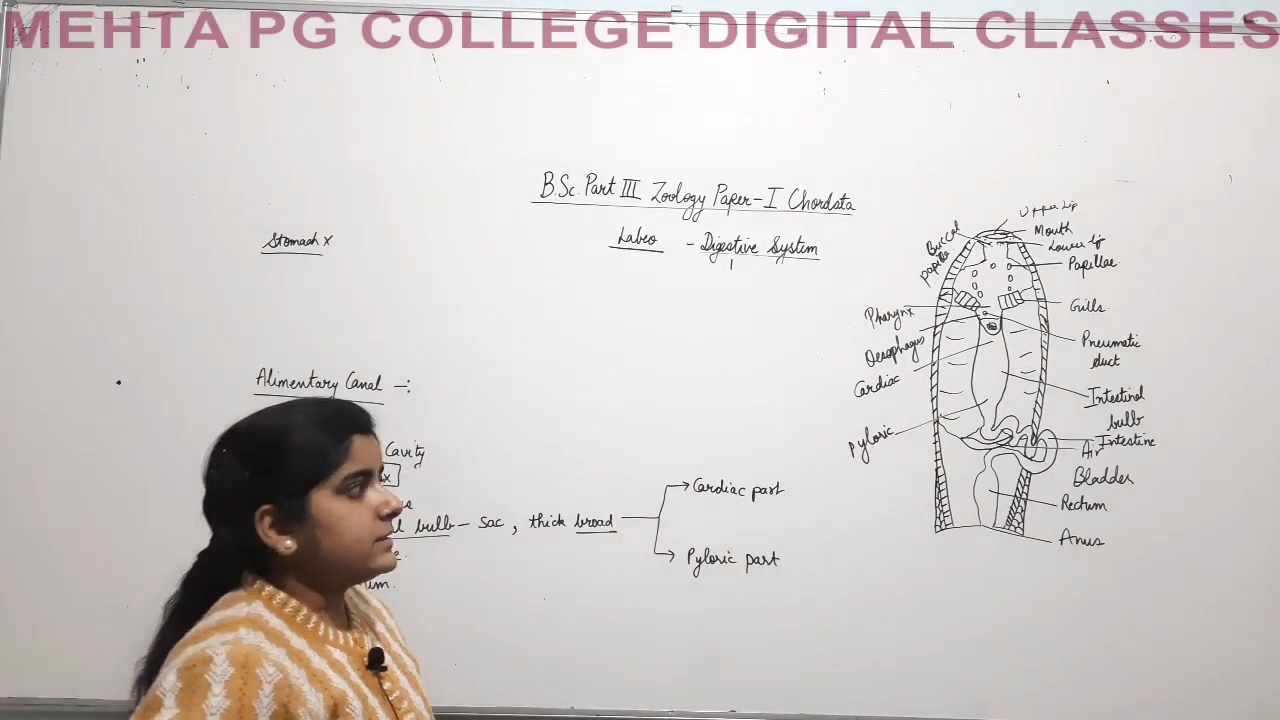 MEHTA PG COLLEGE DIGITAL CLASSES
B.Sc. Part III Zoology Paper-I Chordata
Labeo - Digestive System
Stomach X
Alimentary Canal -:
Cavity
x
l bulb - sac, thick broad
Cardiac part
Pyloric part
Upper lip
Mouth
Lower lip
Papillae
Gills
Pneumatic duct
Intestinal bulb
Intestine
Air Bladder
Rectum
Anus
Buccal papilla
Pharynx
Oesophagus
Cardiac
Pyloric